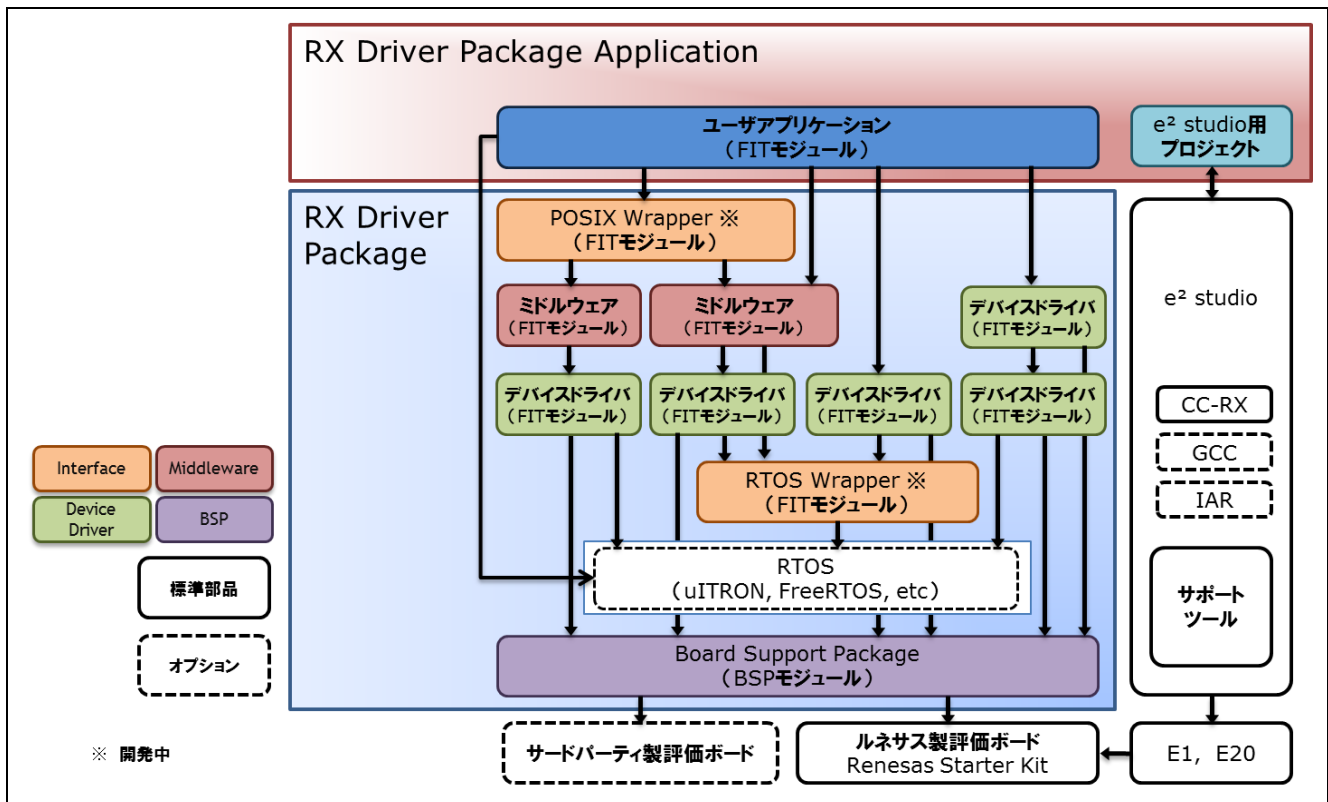 RX Driver Package Application
ユーザアプリケーション
(FITモジュール)
e² studio用
プロジェクト
RX Driver
Package
POSIX Wrapper ※
(FITモジュール)
e² studio
ミドルウェア
(FITモジュール)
ミドルウェア
(FITモジュール)
デバイスドライバ
(FITモジュール)
デバイスドライバ
(FITモジュール)
デバイスドライバ
(FITモジュール)
デバイスドライバ
(FITモジュール)
デバイスドライバ
(FITモジュール)
CC-RX
GCC
IAR
Interface
Middleware
Device
Driver
BSP
RTOS Wrapper ※
(FITモジュール)
標準部品
RTOS
(uITRON, FreeRTOS, etc)
サポート
ツール
オプション
Board Support Package
(BSPモジュール)
※ 開発中
サードパーティ製評価ボード
ルネサス製評価ボード
Renesas Starter Kit
E1, E20